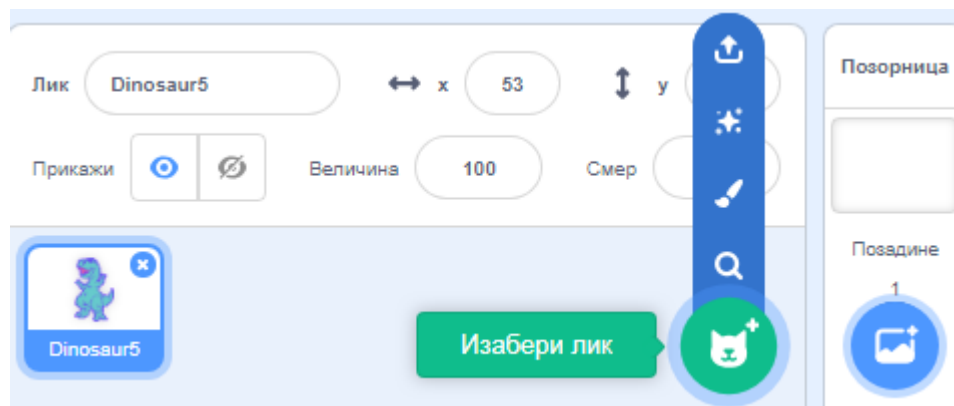 Лик Dinosaur5 x 53 y
Прикажи Величина 100 Смер
Dinosaur5
Изабери лик
Позорница
Позадине
1